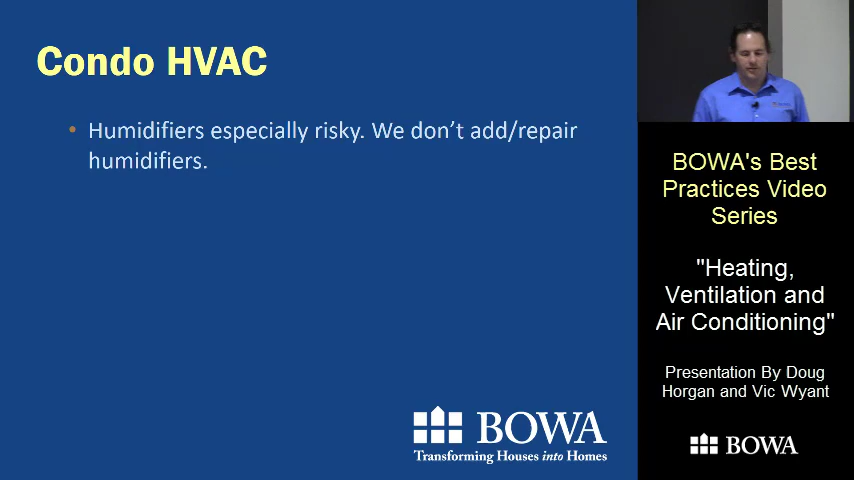 Condo HVAC
• Humidifiers especially risky. We don't add/repair
humidifiers.
BOWA
Transforming Houses into Homes
BOWA's Best
Practices Video
Series
"Heating,
Ventilation and
Air Conditioning"
Presentation By Doug
Horgan and Vic Wyant
BOWA